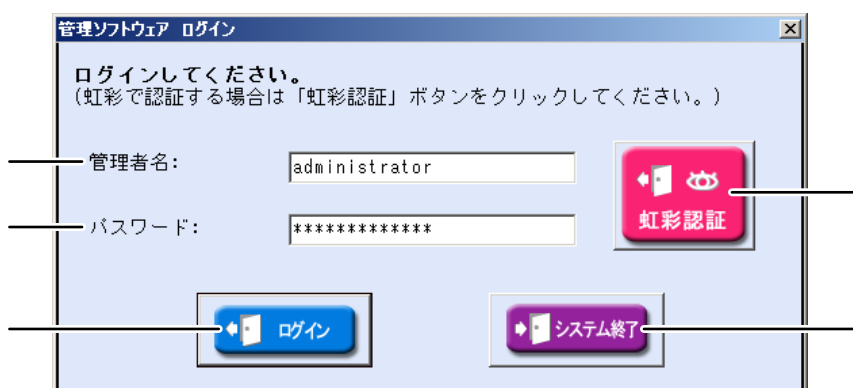 管理ソフトウェア ログイン
ログインしてください。
(虹彩で認証する場合は「虹彩認証」ボタンをクリックしてください。)
管理者名:
administrator
虹彩認証
パスワード:
*************
ログイン
システム終了